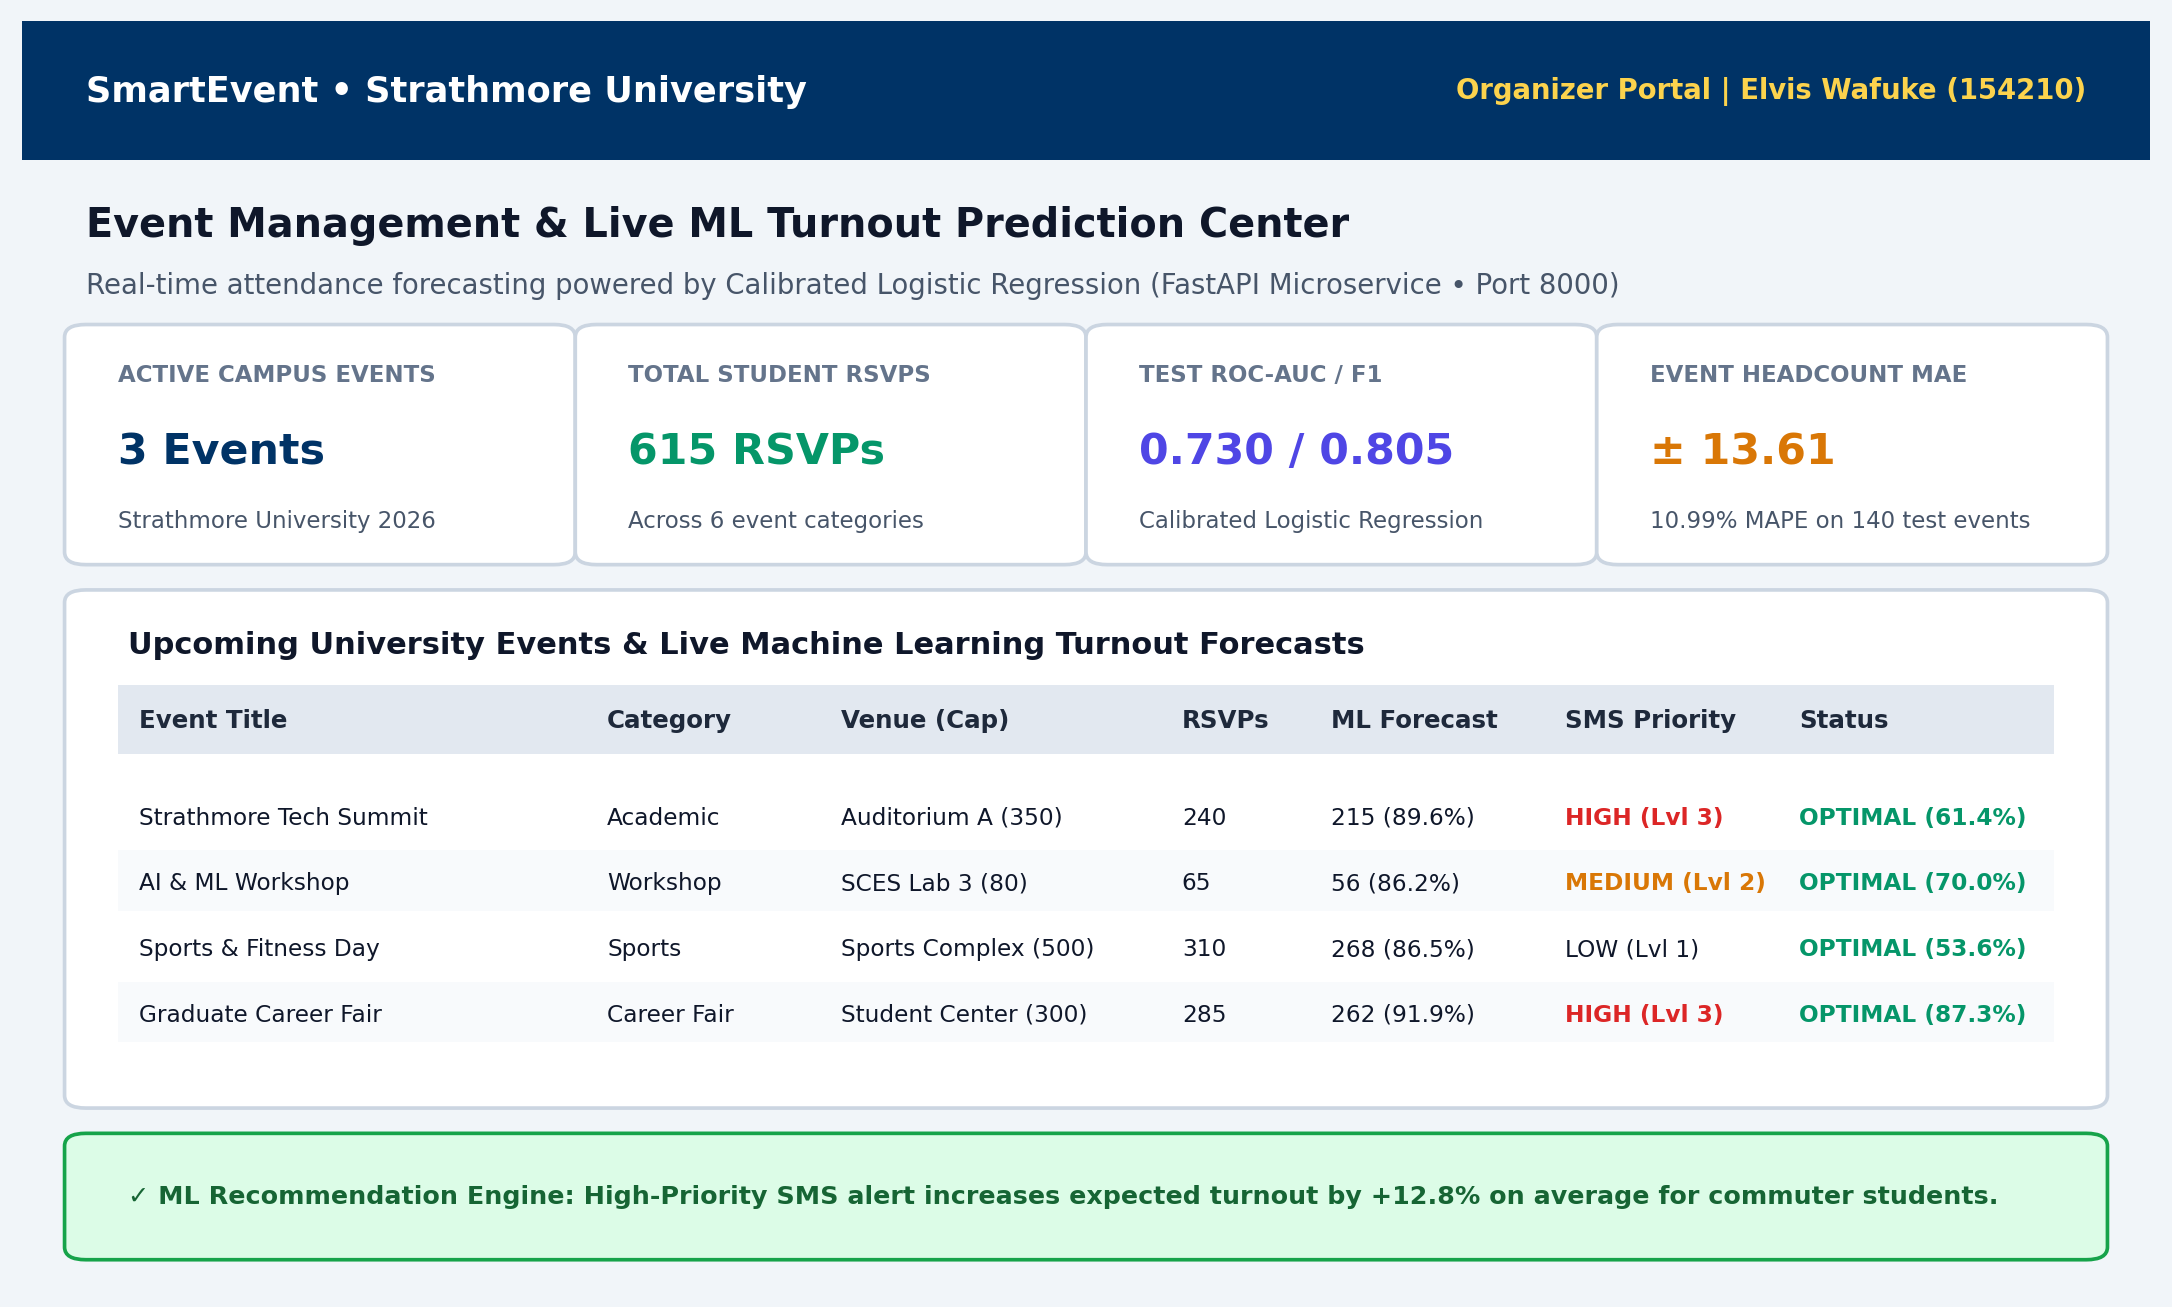 SmartEvent • Strathmore University
Organizer Portal | Elvis Wafuke (154210)
Event Management & Live ML Turnout Prediction Center
Real-time attendance forecasting powered by Calibrated Logistic Regression (FastAPI Microservice • Port 8000)
ACTIVE CAMPUS EVENTS
3 Events
Strathmore University 2026
TOTAL STUDENT RSVPS
615 RSVPs
Across 6 event categories
TEST ROC-AUC / F1
0.730 / 0.805
Calibrated Logistic Regression
EVENT HEADCOUNT MAE
± 13.61
10.99% MAPE on 140 test events
Upcoming University Events & Live Machine Learning Turnout Forecasts
Event Title Category Venue (Cap) RSVPs ML Forecast SMS Priority Status
Strathmore Tech Summit Academic Auditorium A (350) 240 215 (89.6%) HIGH (Lvl 3) OPTIMAL (61.4%)
AI & ML Workshop Workshop SCES Lab 3 (80) 65 56 (86.2%) MEDIUM (Lvl 2) OPTIMAL (70.0%)
Sports & Fitness Day Sports Sports Complex (500) 310 268 (86.5%) LOW (Lvl 1) OPTIMAL (53.6%)
Graduate Career Fair Career Fair Student Center (300) 285 262 (91.9%) HIGH (Lvl 3) OPTIMAL (87.3%)
✓ ML Recommendation Engine: High-Priority SMS alert increases expected turnout by +12.8% on average for commuter students.